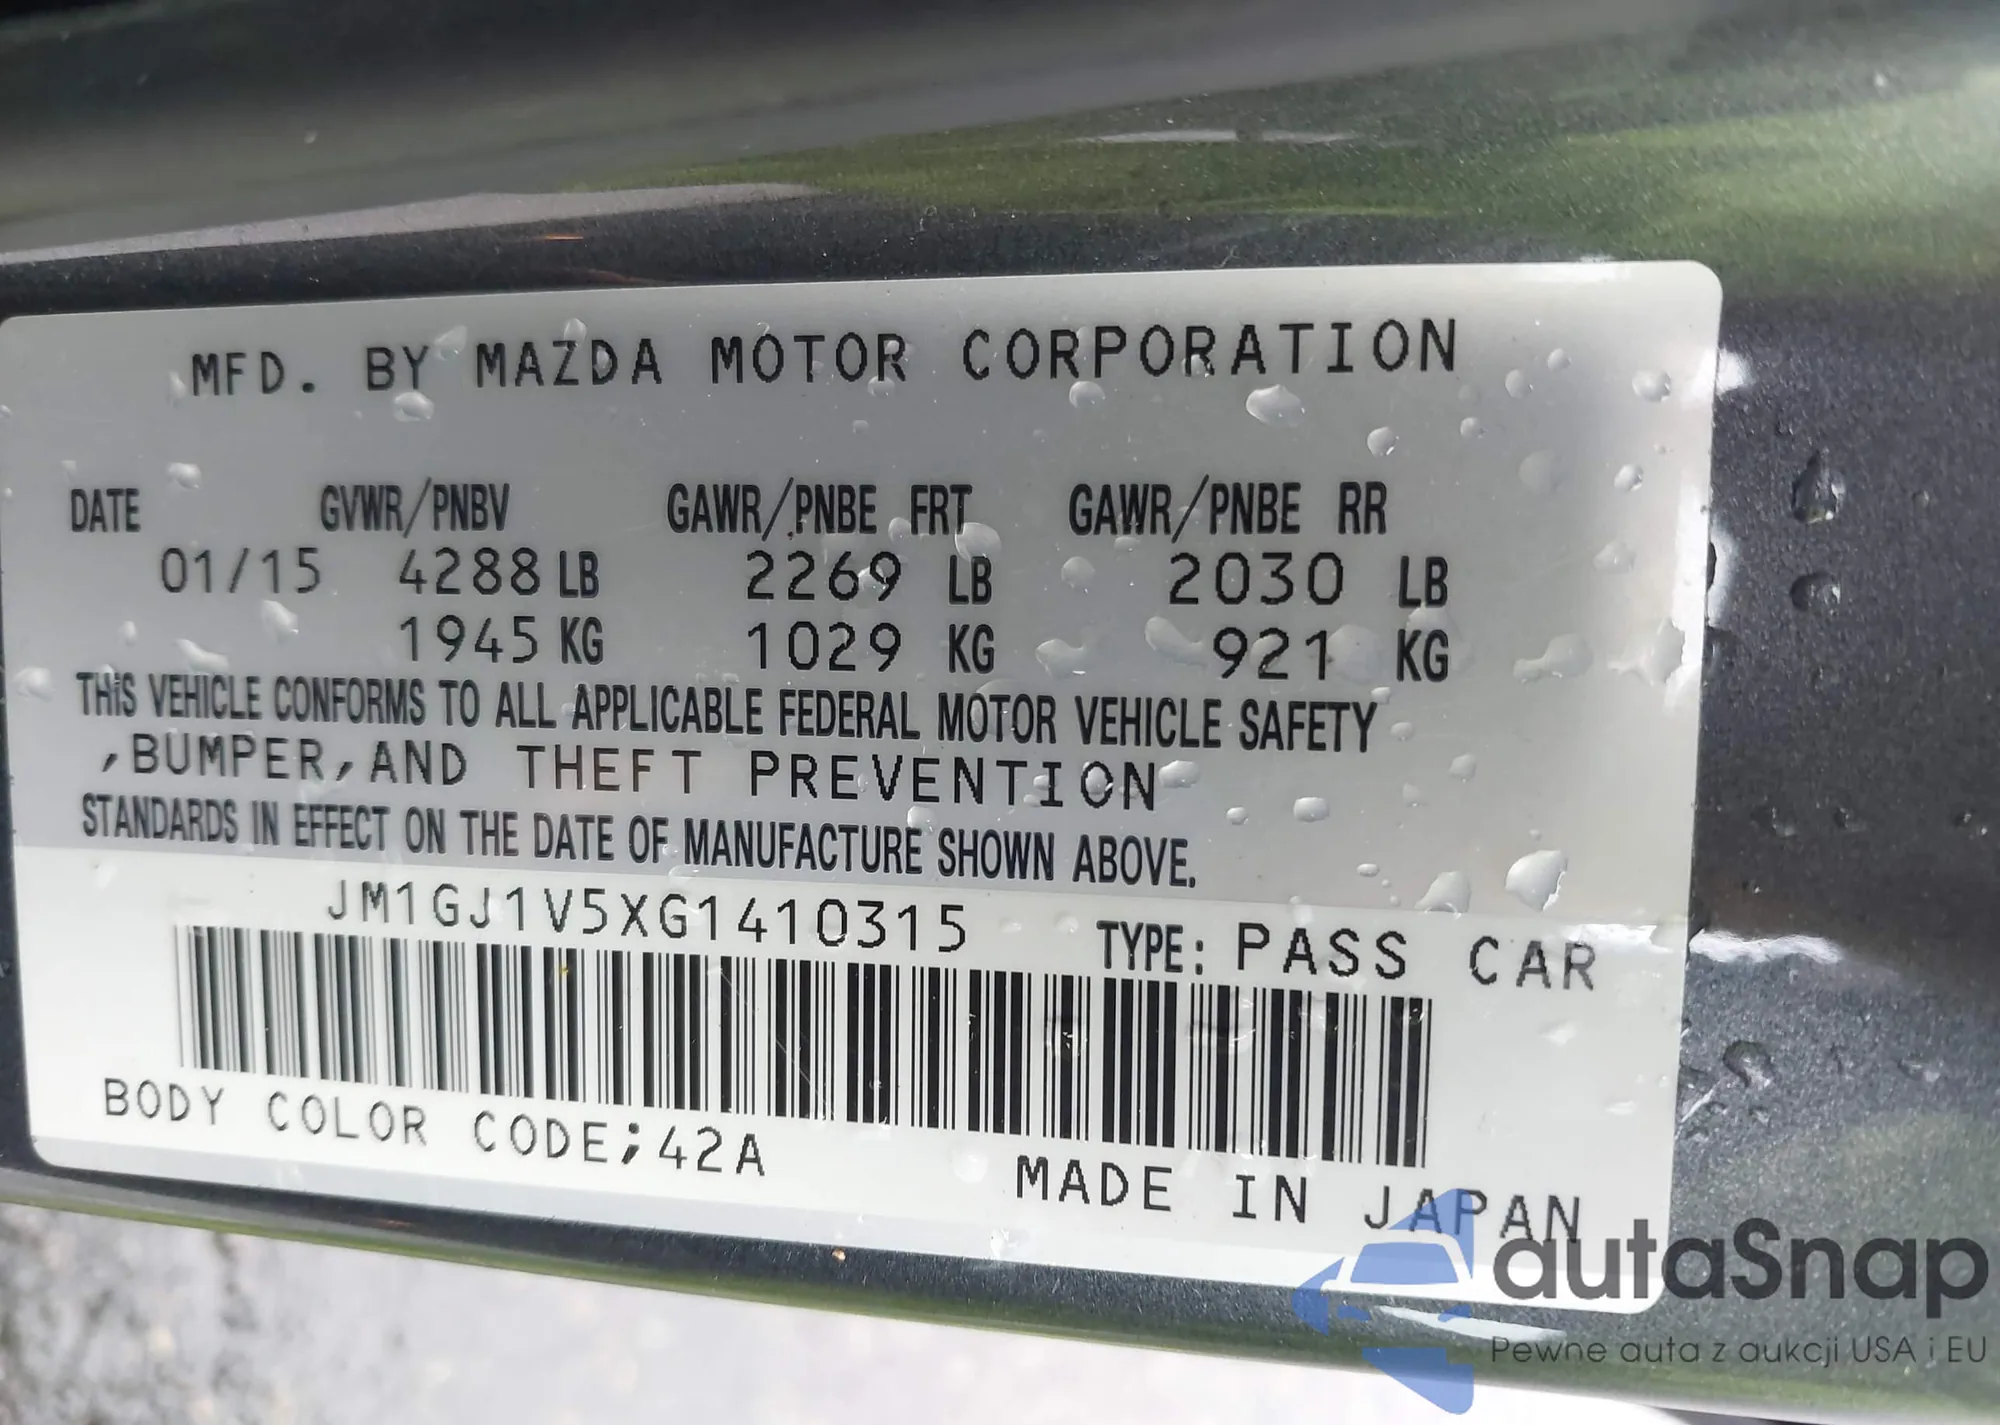 MFD. BY MAZDA MOTOR CORPORATION
DATE GVWR/PNBV GAWR/PNBE FRT GAWR/PNBE RR
01/15 4288 LB 2269 LB 2030 LB
1945 KG 1029 KG 921 KG
THIS VEHICLE CONFORMS TO ALL APPLICABLE FEDERAL MOTOR VEHICLE SAFETY
,BUMPER,AND THEFT PREVENTION
STANDARDS IN EFFECT ON THE DATE OF MANUFACTURE SHOWN ABOVE.
JM1GJ1V5XG1410315 TYPE: PASS CAR
BODY COLOR CODE;42A
MADE IN JAPAN
autaSnap
Pewne auta z aukcji USA i EU